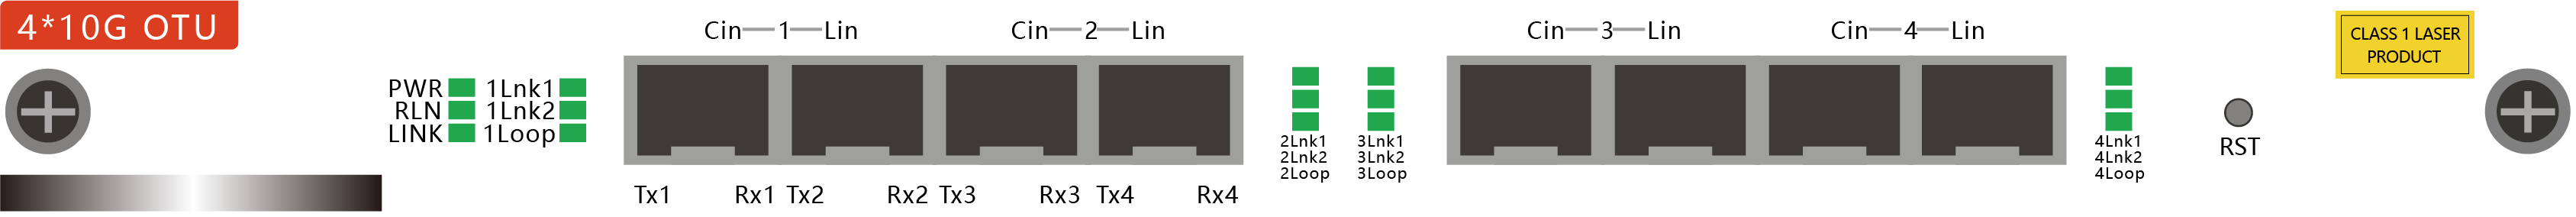 4*10G OTU
Cin 1 Lin Cin 2 Lin Cin 3 Lin Cin 4 Lin
CLASS 1 LASER
PRODUCT
PWR 1Lnk1
RLN 1Lnk2
LINK 1Loop
2Lnk1 3Lnk1 4Lnk1
2Lnk2 3Lnk2 4Lnk2
2Loop 3Loop 4Loop
RST
Tx1 Rx1 Tx2 Rx2 Tx3 Rx3 Tx4 Rx4